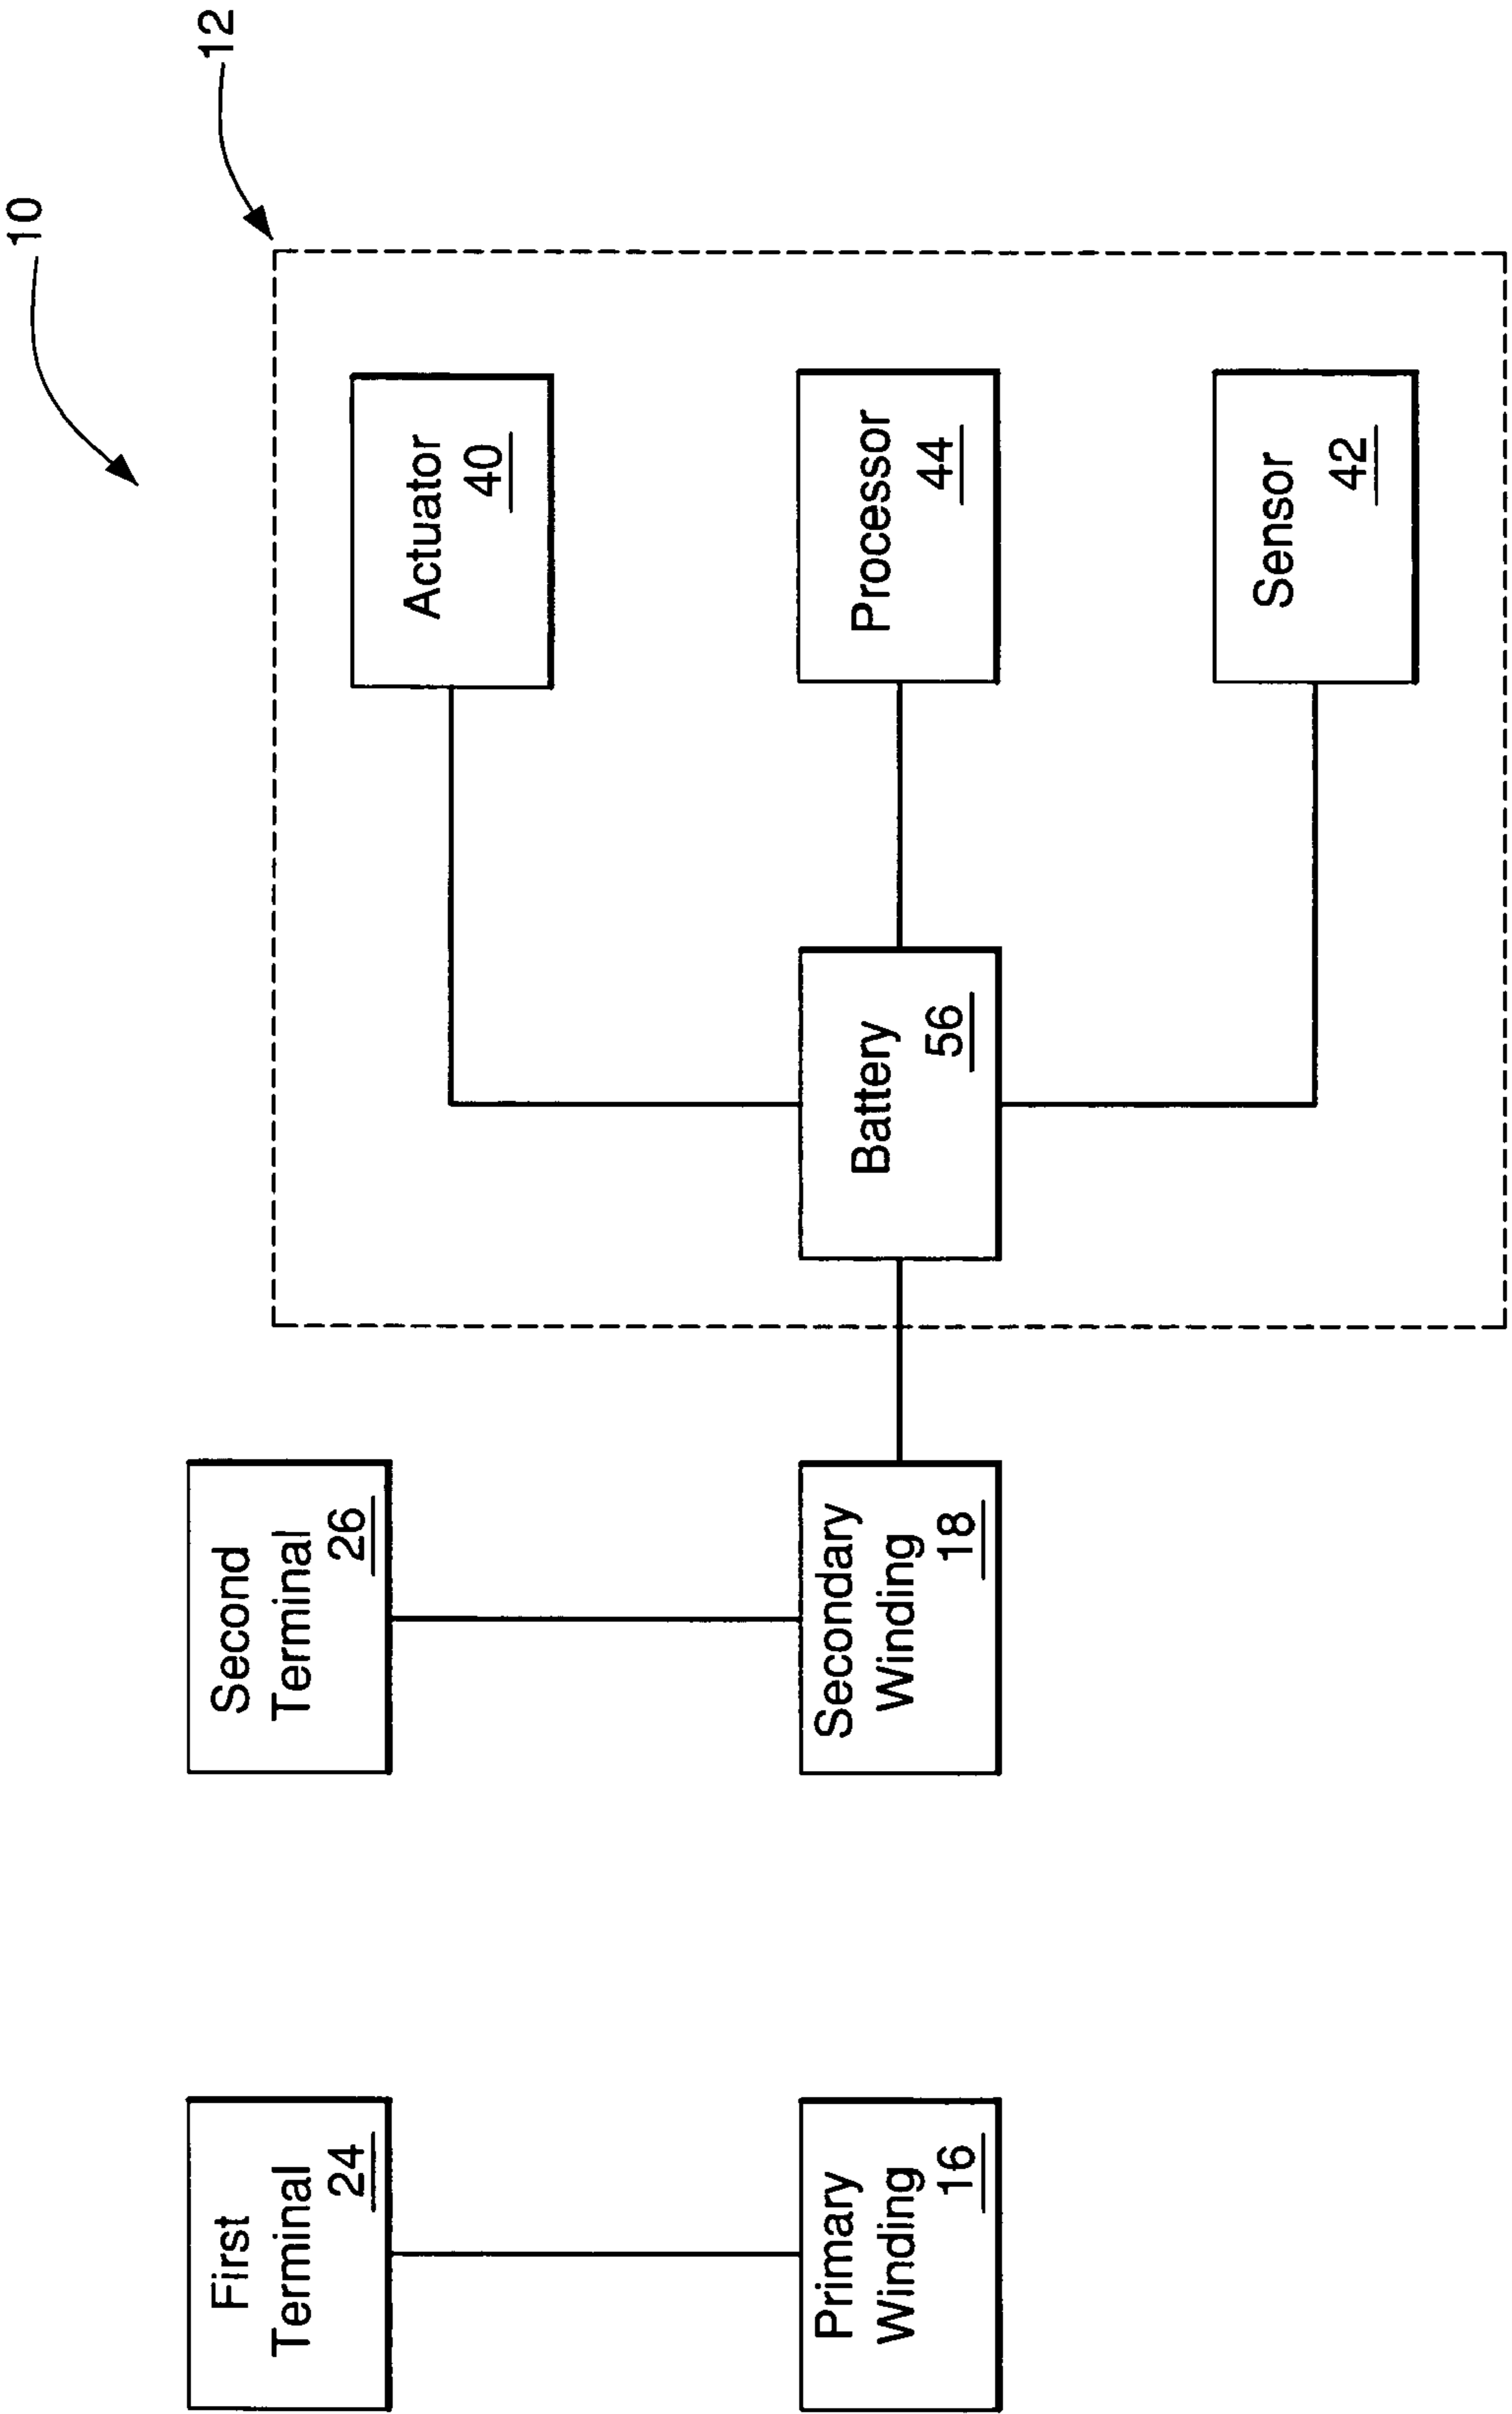 10
12
First
Terminal
24
Second
Terminal
26
Actuator
40
Primary
Winding
16
Secondary
Winding
18
Battery
56
Processor
44
Sensor
42